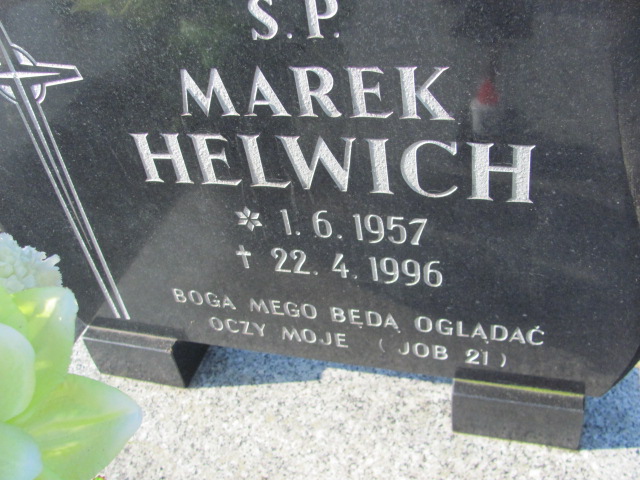 Ś.P.
MAREK
HELWICH
* 1.6.1957
† 22.4.1996
BOGA MEGO BĘDĄ OGLĄDAĆ
OCZY MOJE (JOB 21)